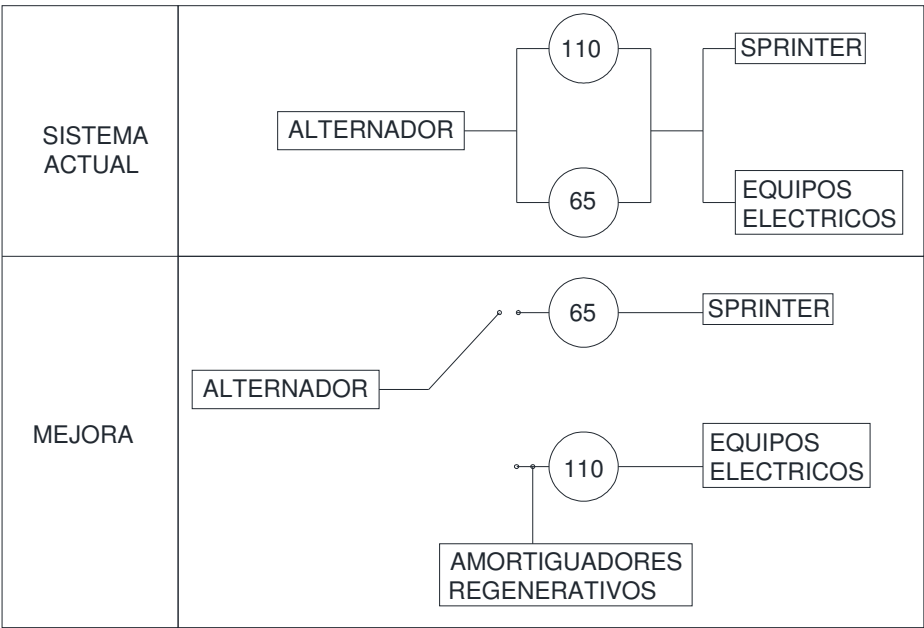 SISTEMA
ACTUAL
ALTERNADOR
110
65
SPRINTER
EQUIPOS
ELECTRICOS
MEJORA
ALTERNADOR
65
SPRINTER
110
EQUIPOS
ELECTRICOS
AMORTIGUADORES
REGENERATIVOS